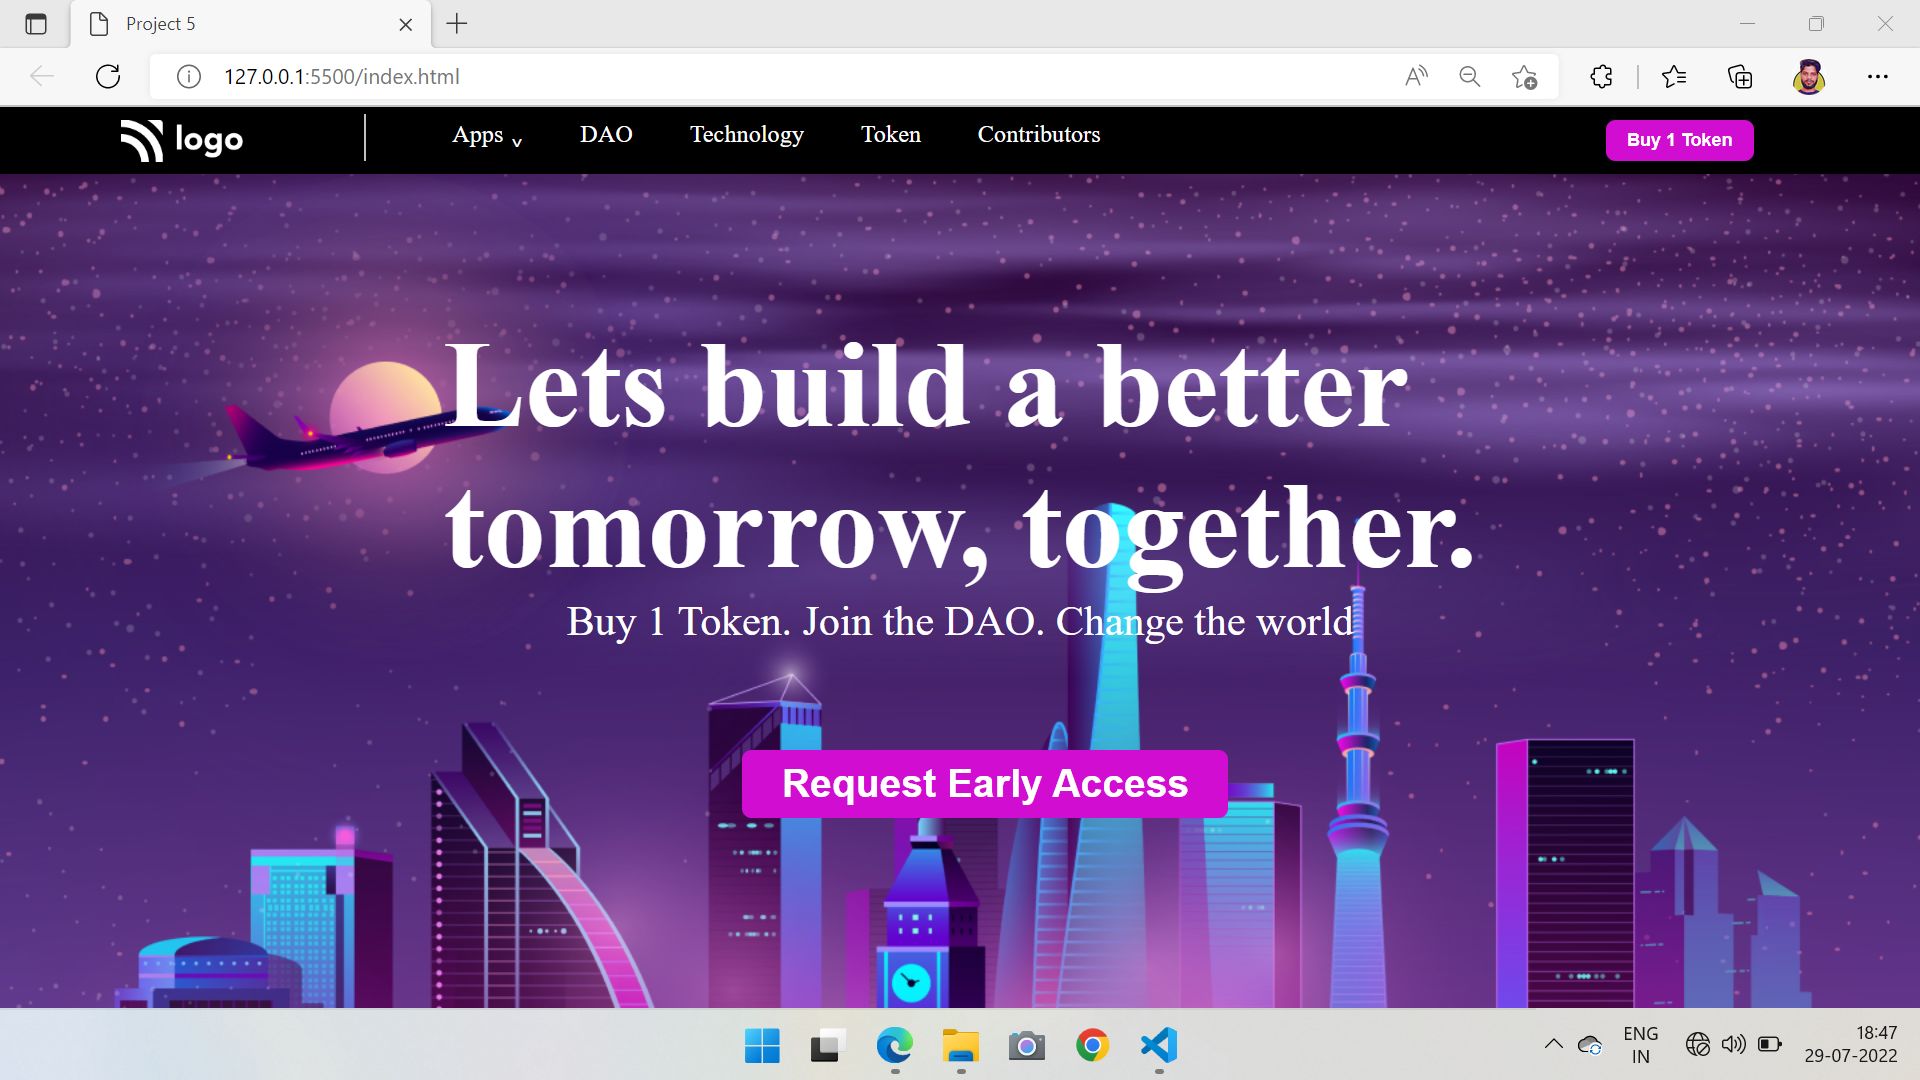 Project 5
127.0.0.1:5500/index.html
logo
Apps v DAO Technology Token Contributors
Buy 1 Token
Lets build a better
tomorrow, together.
Buy 1 Token. Join the DAO. Change the world
Request Early Access
ENG
IN
18:47
29-07-2022